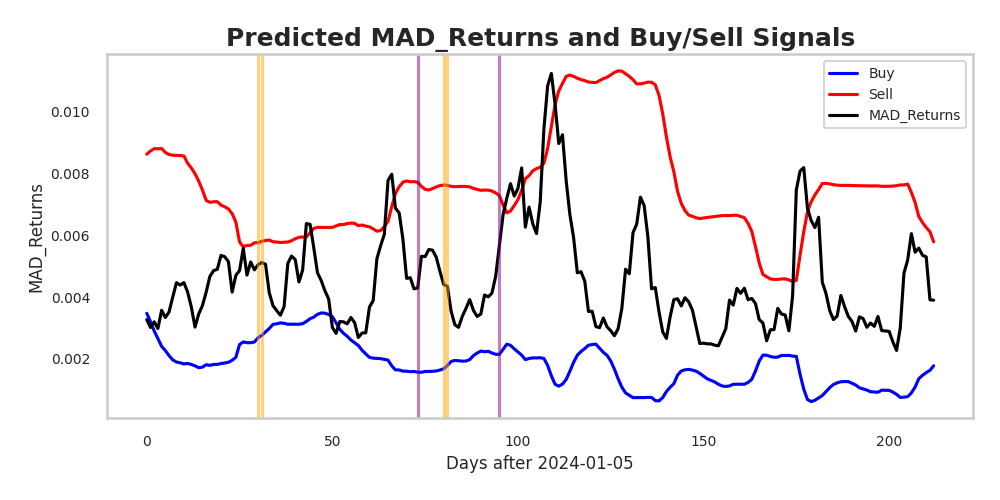 Predicted MAD_Returns and Buy/Sell Signals
Buy
Sell
MAD_Returns
MAD_Returns
0.010
0.008
0.006
0.004
0.002
0 50 100 150 200
Days after 2024-01-05